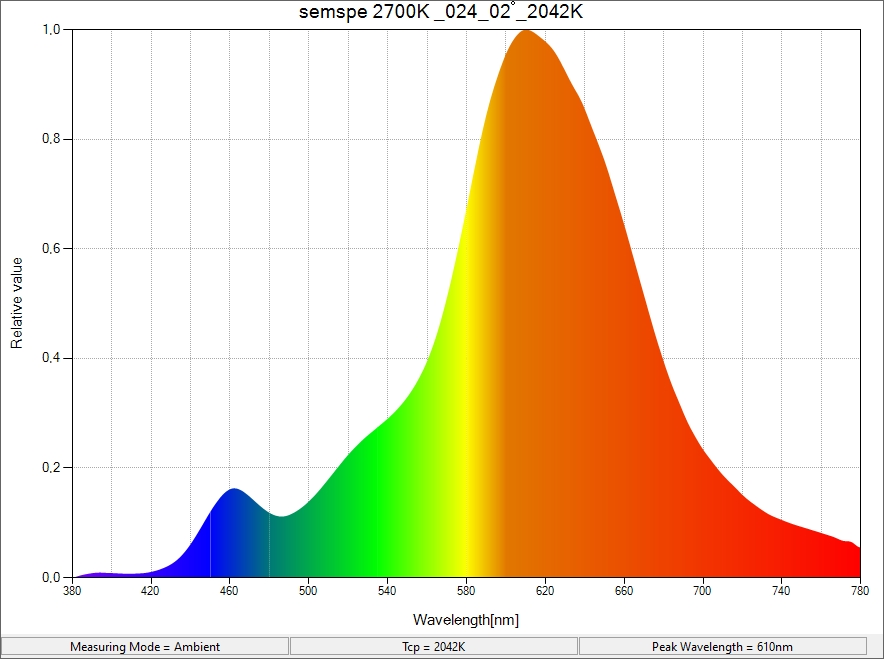 semspe 2700K _024_02°_2042K
1,0
0,8
0,6
0,4
0,2
0,0
Relative value
380 420 460 500 540 580 620 660 700 740 780
Wavelength[nm]
Measuring Mode = Ambient Tcp = 2042K Peak Wavelength = 610nm